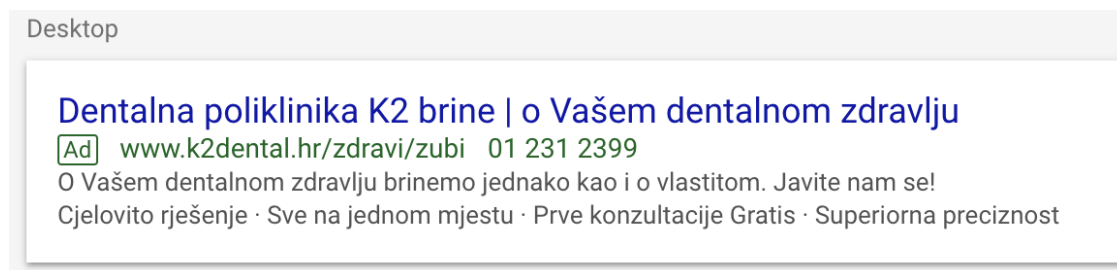 Desktop
Dentalna poliklinika K2 brine | o Vašem dentalnom zdravlju
Ad www.k2dental.hr/zdravi/zubi 01 231 2399
O Vašem dentalnom zdravlju brinemo jednako kao i o vlastitom. Javite nam se!
Cjelovito rješenje · Sve na jednom mjestu · Prve konzultacije Gratis · Superiorna preciznost